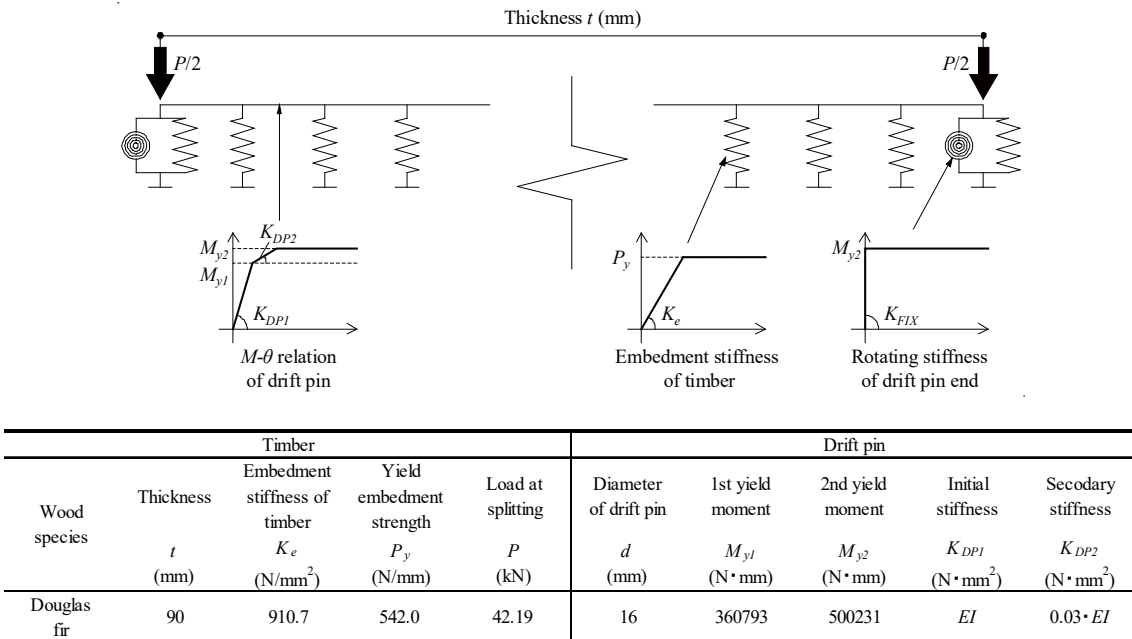 Thickness t (mm)
P/2
P/2
M_y2
M_y1
K_DP2
K_DP1
M-θ relation
of drift pin
P_y
K_e
Embedment stiffness
of timber
M_y2
K_FIX
Rotating stiffness
of drift pin end
Timber Drift pin
Wood
species
Thickness
t
(mm)
Embedment
stiffness of
timber
K_e
(N/mm²)
Yield
embedment
strength
P_y
(N/mm)
Load at
splitting
P
(kN)
Diameter
of drift pin
d
(mm)
1st yield
moment
M_y1
(N・mm)
2nd yield
moment
M_y2
(N・mm)
Initial
stiffness
K_DP1
(N・mm²)
Secodary
stiffness
K_DP2
(N・mm²)
Douglas
fir
90 910.7 542.0 42.19 16 360793 500231 EI 0.03・EI